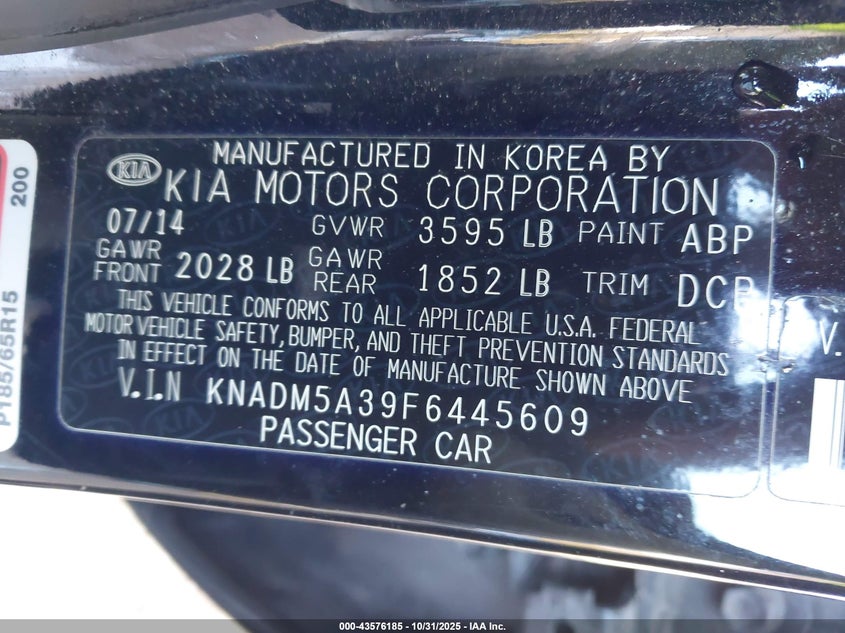 MANUFACTURED IN KOREA BY
KIA KIA MOTORS CORPORATION
07/14 GVWR 3595 LB PAINT ABP
GAWR FRONT 2028 LB GAWR REAR 1852 LB TRIM DCB
THIS VEHICLE CONFORMS TO ALL APPLICABLE U.S.A. FEDERAL
MOTOR VEHICLE SAFETY, BUMPER, AND THEFT PREVENTION STANDARDS
IN EFFECT ON THE DATE OF MANUFACTURE SHOWN ABOVE
V.I.N KNADM5A39F6445609
PASSENGER CAR
P185/65R15
200
V.
000-43576185 - 10/31/2025 - IAA Inc.